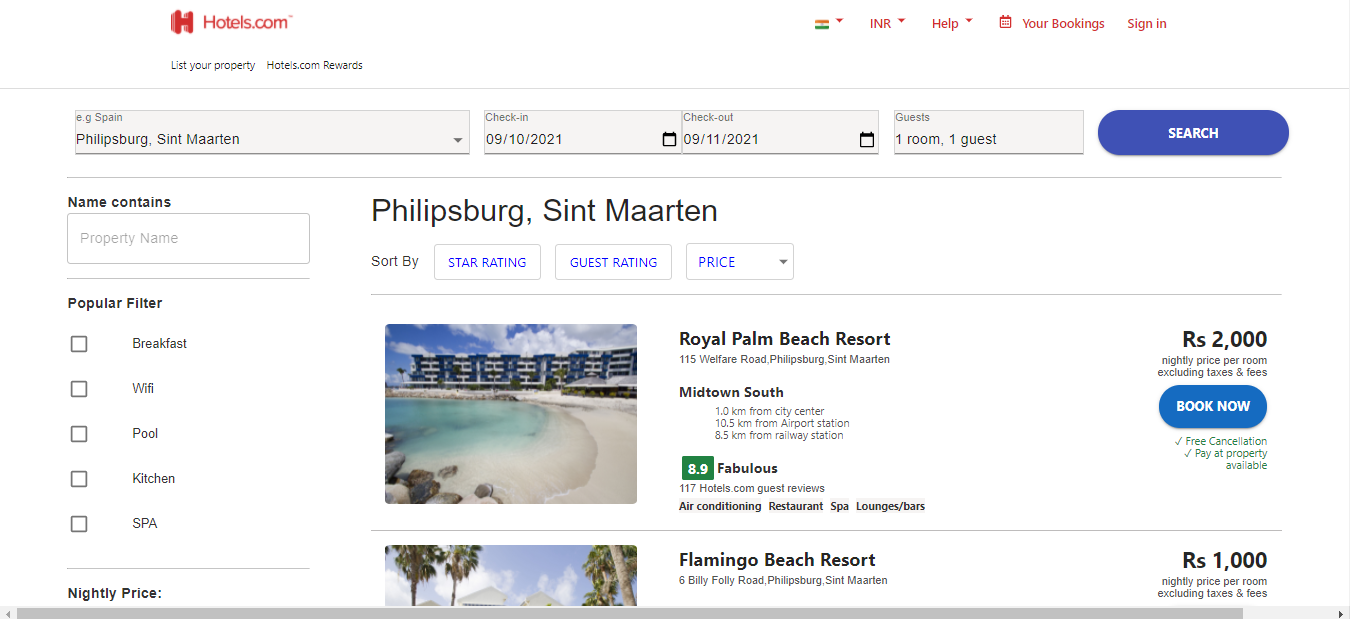 Hotels.com™
INR
Help
Your Bookings
Sign in
List your property
Hotels.com Rewards
e.g Spain
Philipsburg, Sint Maarten
Check-in
09/10/2021
Check-out
09/11/2021
Guests
1 room, 1 guest
SEARCH
Name contains
Property Name
Popular Filter
Breakfast
Wifi
Pool
Kitchen
SPA
Nightly Price:
Philipsburg, Sint Maarten
Sort By
STAR RATING
GUEST RATING
PRICE
Royal Palm Beach Resort
115 Welfare Road,Philipsburg,Sint Maarten
Midtown South
1.0 km from city center
10.5 km from Airport station
8.5 km from railway station
8.9 Fabulous
117 Hotels.com guest reviews
Air conditioning Restaurant Spa Lounges/bars
Rs 2,000
nightly price per room
excluding taxes & fees
BOOK NOW
✓ Free Cancellation
✓ Pay at property
available
Flamingo Beach Resort
6 Billy Folly Road,Philipsburg,Sint Maarten
Rs 1,000
nightly price per room
excluding taxes & fees